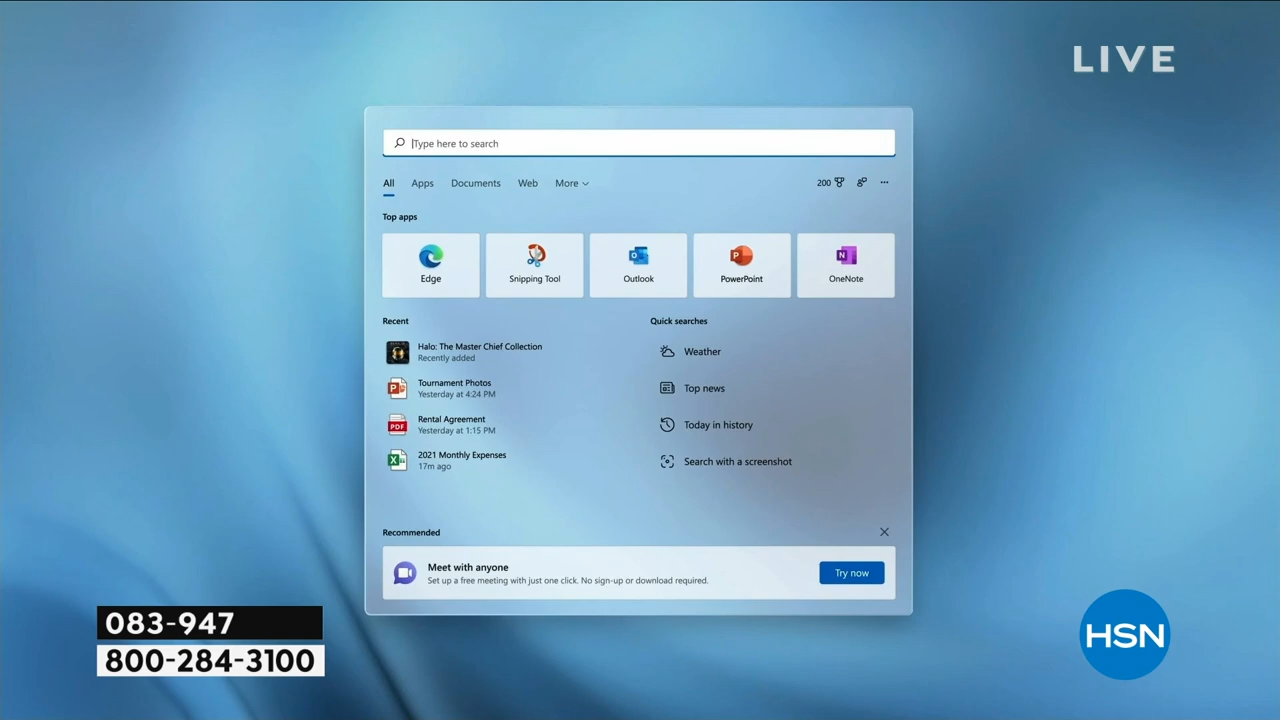 LIVE
Type here to search
All Apps Documents Web More 200 ...
Top apps
Edge Snipping Tool Outlook PowerPoint OneNote
Recent Quick searches
Halo: The Master Chief Collection
Recently added
Weather
Tournament Photos
Yesterday at 4:24 PM
Top news
Rental Agreement
Yesterday at 1:15 PM
Today in history
2021 Monthly Expenses
17m ago
Search with a screenshot
Recommended
Meet with anyone
Set up a free meeting with just one click. No sign-up or download required.
Try now
083-947
800-284-3100
HSN